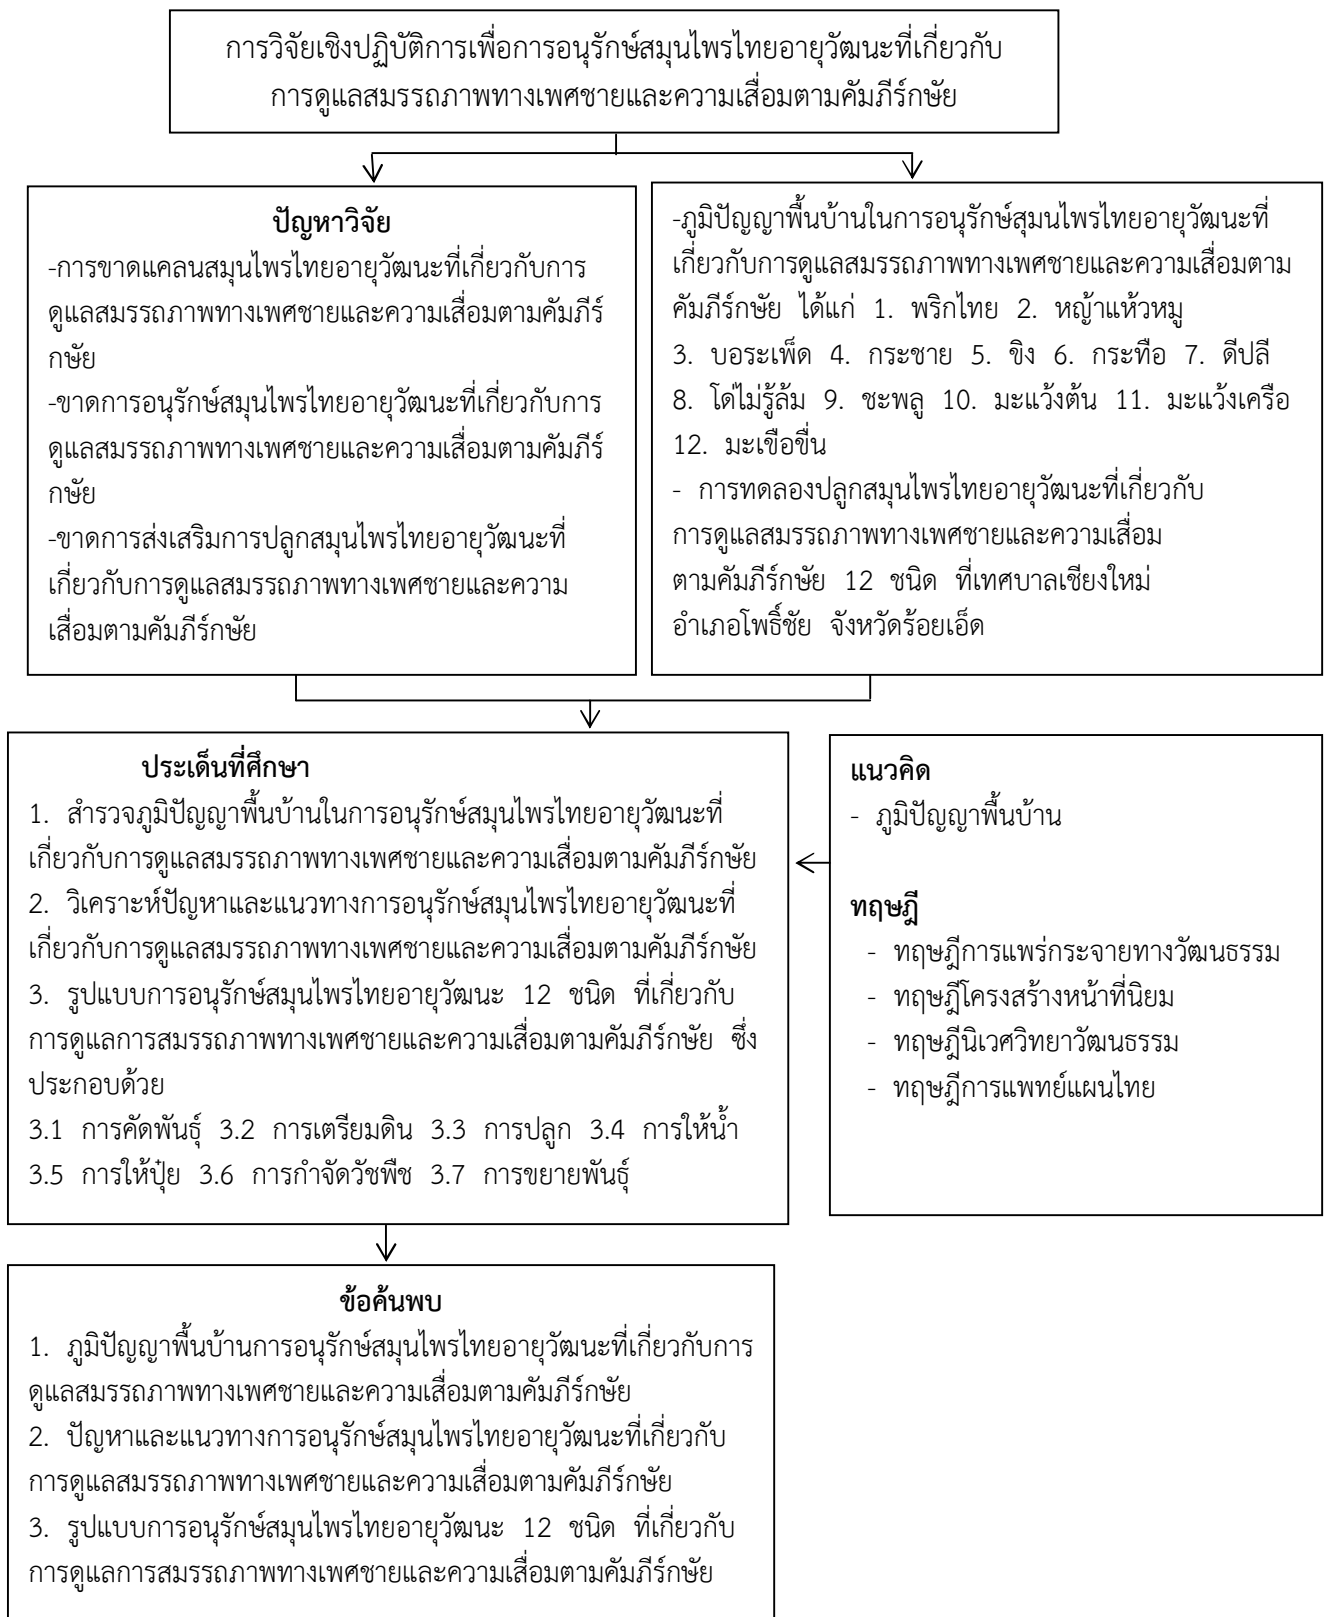 การวิจัยเชิงปฏิบัติการเพื่อการอนุรักษ์สมุนไพรไทยอายุวัฒนะที่เกี่ยวกับ
การดูแลสมรรถภาพทางเพศชายและความเสื่อมตามคัมภีร์กษัย
ปัญหาวิจัย
-การขาดแคลนสมุนไพรไทยอายุวัฒนะที่เกี่ยวกับการ
ดูแลสมรรถภาพทางเพศชายและความเสื่อมตามคัมภีร์
กษัย
-ขาดการอนุรักษ์สมุนไพรไทยอายุวัฒนะที่เกี่ยวกับการ
ดูแลสมรรถภาพทางเพศชายและความเสื่อมตามคัมภีร์
กษัย
-ขาดการส่งเสริมการปลูกสมุนไพรไทยอายุวัฒนะที่
เกี่ยวกับการดูแลสมรรถภาพทางเพศชายและความ
เสื่อมตามคัมภีร์กษัย
-ภูมิปัญญาพื้นบ้านในการอนุรักษ์สุมนไพรไทยอายุวัฒนะที่
เกี่ยวกับการดูแลสมรรถภาพทางเพศชายและความเสื่อมตาม
คัมภีร์กษัย ได้แก่ 1. พริกไทย 2. หญ้าแห้วหมู
3. บอระเพ็ด 4. กระชาย 5. ขิง 6. กระทือ 7. ดีปลี
8. โด่ไม่รู้ล้ม 9. ชะพลู 10. มะแว้งต้น 11. มะแว้งเครือ
12. มะเขือขื่น
- การทดลองปลูกสมุนไพรไทยอายุวัฒนะที่เกี่ยวกับ
การดูแลสมรรถภาพทางเพศชายและความเสื่อม
ตามคัมภีร์กษัย 12 ชนิด ที่เทศบาลเชียงใหม่
อำเภอโพธิ์ชัย จังหวัดร้อยเอ็ด
ประเด็นที่ศึกษา
1. สำรวจภูมิปัญญาพื้นบ้านในการอนุรักษ์สมุนไพรไทยอายุวัฒนะที่
เกี่ยวกับการดูแลสมรรถภาพทางเพศชายและความเสื่อมตามคัมภีร์กษัย
2. วิเคราะห์ปัญหาและแนวทางการอนุรักษ์สมุนไพรไทยอายุวัฒนะที่
เกี่ยวกับการดูแลสมรรถภาพทางเพศชายและความเสื่อมตามคัมภีร์กษัย
3. รูปแบบการอนุรักษ์สมุนไพรไทยอายุวัฒนะ 12 ชนิด ที่เกี่ยวกับ
การดูแลการสมรรถภาพทางเพศชายและความเสื่อมตามคัมภีร์กษัย ซึ่ง
ประกอบด้วย
3.1 การคัดพันธุ์ 3.2 การเตรียมดิน 3.3 การปลูก 3.4 การให้น้ำ
3.5 การให้ปุ๋ย 3.6 การกำจัดวัชพืช 3.7 การขยายพันธุ์
แนวคิด
- ภูมิปัญญาพื้นบ้าน
ทฤษฎี
- ทฤษฎีการแพร่กระจายทางวัฒนธรรม
- ทฤษฎีโครงสร้างหน้าที่นิยม
- ทฤษฎีนิเวศวิทยาวัฒนธรรม
- ทฤษฎีการแพทย์แผนไทย
ข้อค้นพบ
1. ภูมิปัญญาพื้นบ้านการอนุรักษ์สมุนไพรไทยอายุวัฒนะที่เกี่ยวกับการ
ดูแลสมรรถภาพทางเพศชายและความเสื่อมตามคัมภีร์กษัย
2. ปัญหาและแนวทางการอนุรักษ์สมุนไพรไทยอายุวัฒนะที่เกี่ยวกับ
การดูแลสมรรถภาพทางเพศชายและความเสื่อมตามคัมภีร์กษัย
3. รูปแบบการอนุรักษ์สมุนไพรไทยอายุวัฒนะ 12 ชนิด ที่เกี่ยวกับ
การดูแลการสมรรถภาพทางเพศชายและความเสื่อมตามคัมภีร์กษัย